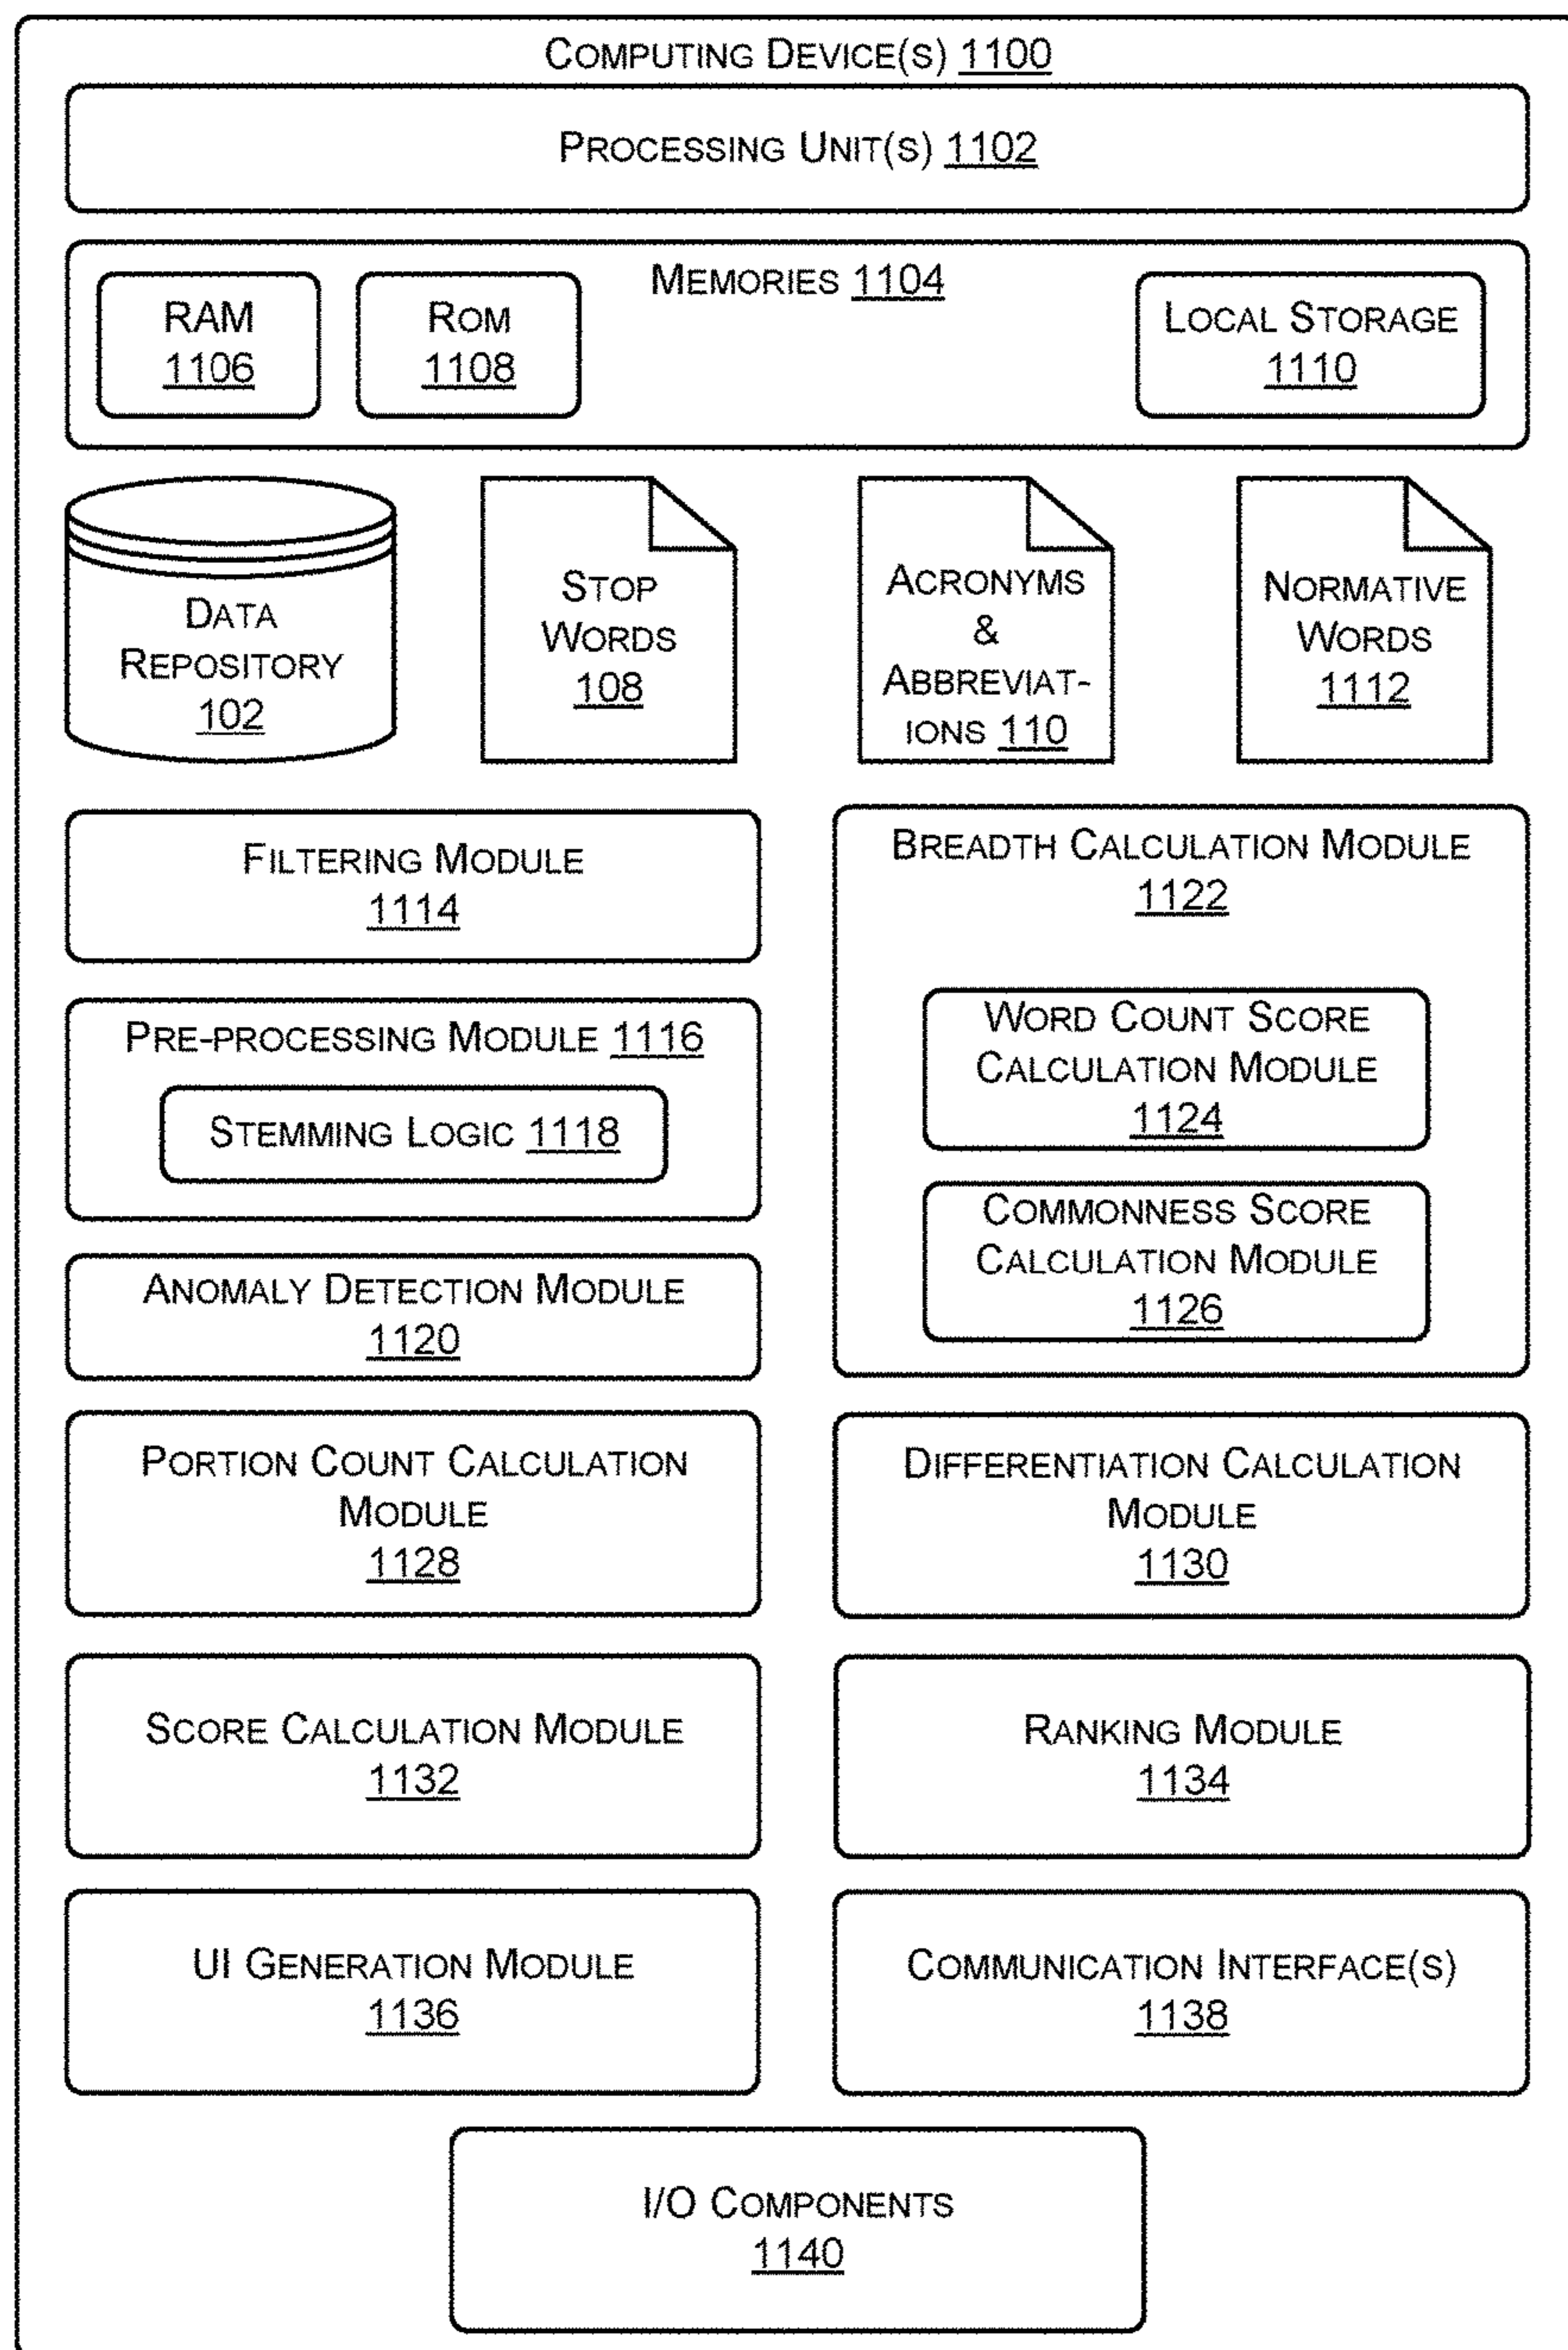 COMPUTING DEVICE(S) 1100
PROCESSING UNIT(S) 1102
MEMORIES 1104
RAM
1106
ROM
1108
LOCAL STORAGE
1110
DATA
REPOSITORY
102
STOP
WORDS
108
ACRONYMS
&
ABBREVIAT-
IONS 110
NORMATIVE
WORDS
1112
FILTERING MODULE
1114
PRE-PROCESSING MODULE 1116
STEMMING LOGIC 1118
ANOMALY DETECTION MODULE
1120
BREADTH CALCULATION MODULE
1122
WORD COUNT SCORE
CALCULATION MODULE
1124
COMMONNESS SCORE
CALCULATION MODULE
1126
PORTION COUNT CALCULATION
MODULE
1128
DIFFERENTIATION CALCULATION
MODULE
1130
SCORE CALCULATION MODULE
1132
RANKING MODULE
1134
UI GENERATION MODULE
1136
COMMUNICATION INTERFACE(S)
1138
I/O COMPONENTS
1140